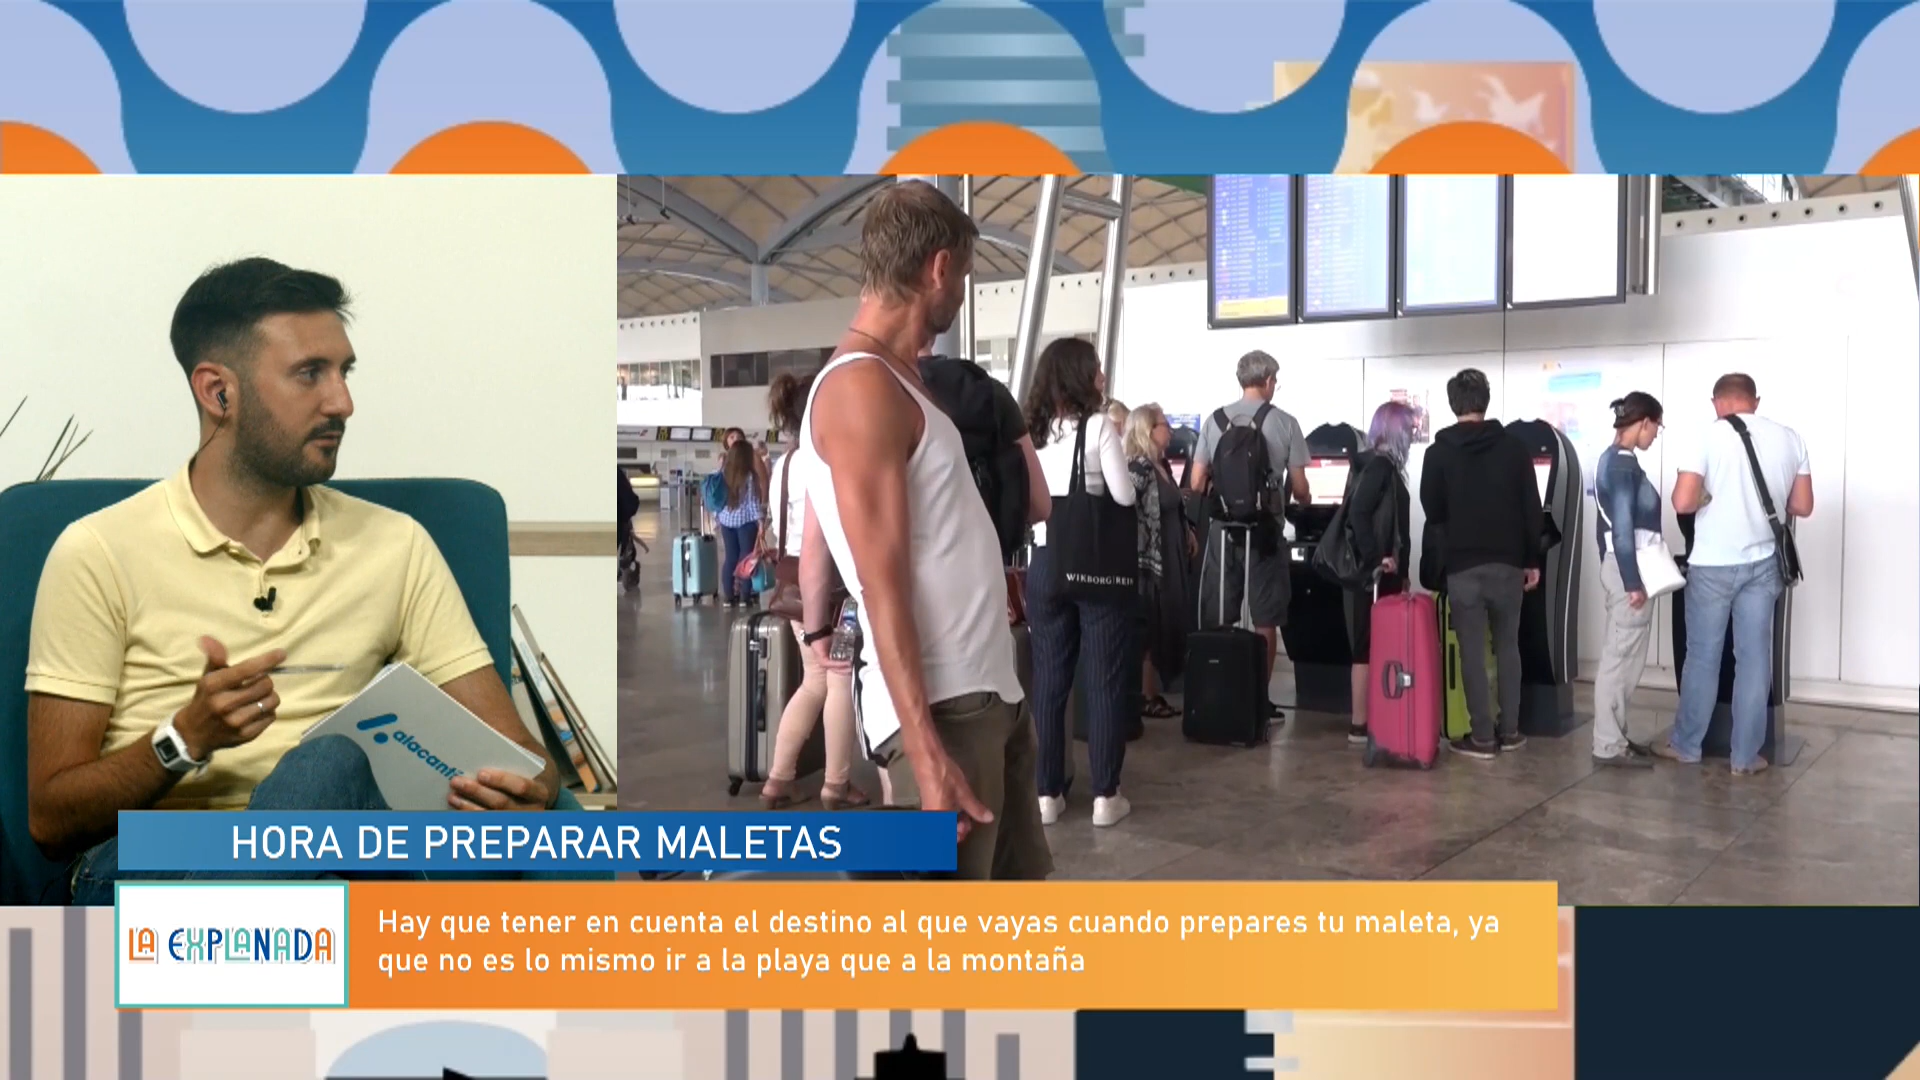 WIKBORG|REIN
alacantí
HORA DE PREPARAR MALETAS
LA EXPLANADA
Hay que tener en cuenta el destino al que vayas cuando prepares tu maleta, ya
que no es lo mismo ir a la playa que a la montaña